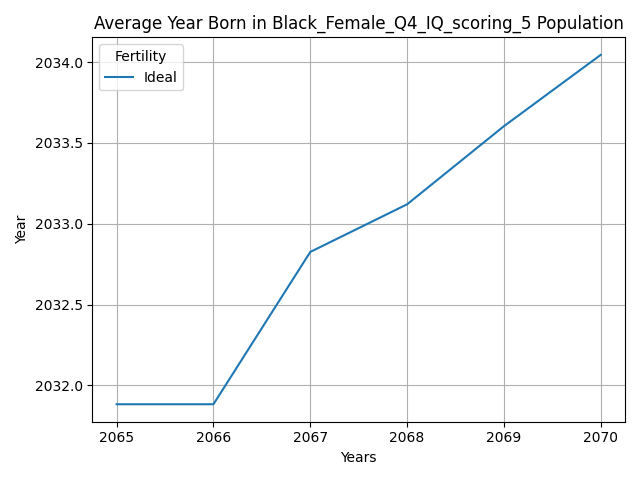 Average Year Born in Black_Female_Q4_IQ_scoring_5 Population
Fertility
Ideal
2034.0
2033.5
2033.0
2032.5
2032.0
Year
2065 2066 2067 2068 2069 2070
Years